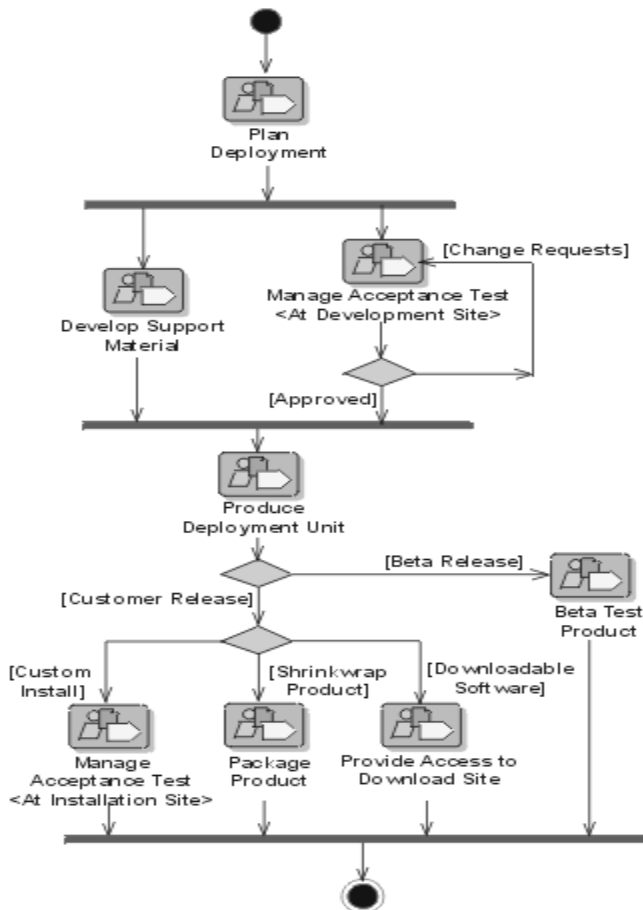 Plan
Deployment
[Change Requests]
Manage Acceptance Test
<At Development Site>
Develop Support
Material
[Approved]
Produce
Deployment Unit
[Beta Release]
[Customer Release]
Beta Test
Product
[Custom
Install]
[Shrinkwrap
Product]
[Downloadable
Software]
Manage
Acceptance Test
<At Installation Site>
Package
Product
Provide Access to
Download Site